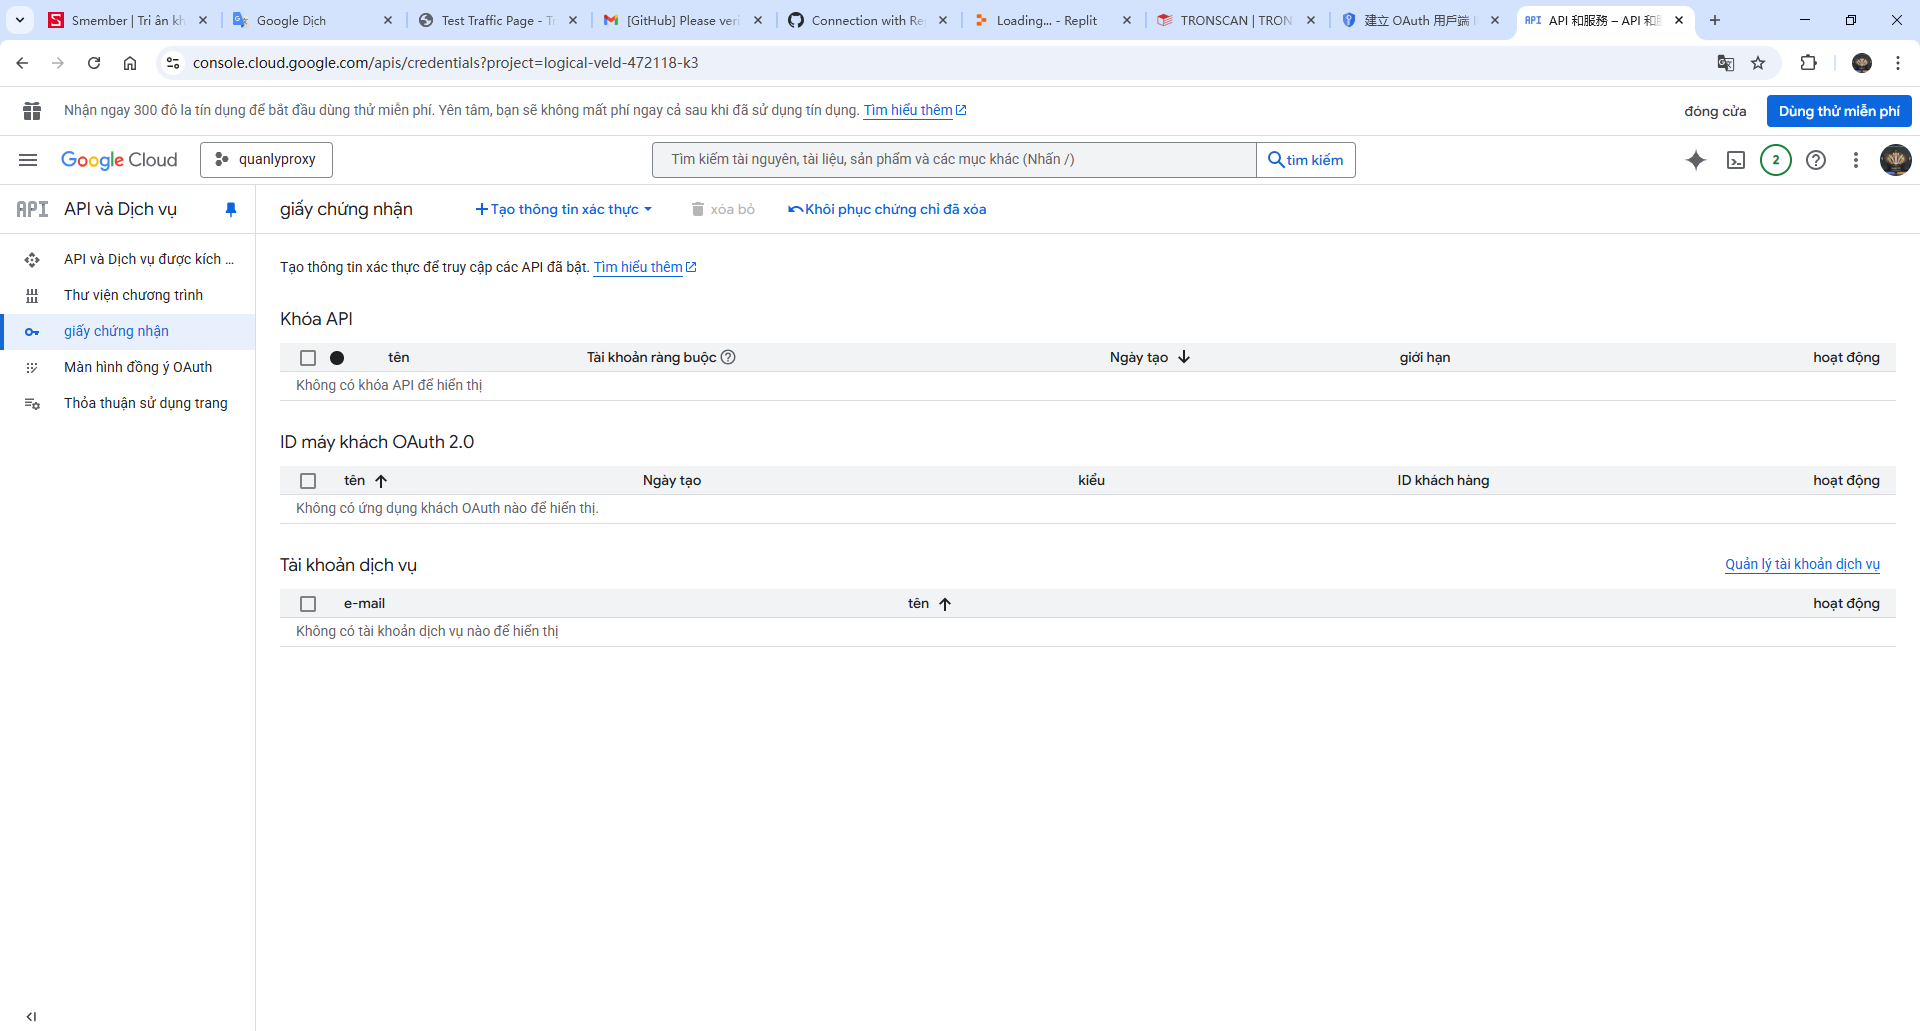 Smember | Tri ân kh
Google Dịch
Test Traffic Page - Tr
[GitHub] Please veri
Connection with Rep
Loading... - Replit
TRONSCAN | TRON
建立 OAuth 用戶端 I
API 和服務 – API 和服
console.cloud.google.com/apis/credentials?project=logical-veld-472118-k3
Nhận ngay 300 đô la tín dụng để bắt đầu dùng thử miễn phí. Yên tâm, bạn sẽ không mất phí ngay cả sau khi đã sử dụng tín dụng. Tìm hiểu thêm
đóng cửa
Dùng thử miễn phí
Google Cloud
quanlyproxy
Tìm kiếm tài nguyên, tài liệu, sản phẩm và các mục khác (Nhấn /)
tìm kiếm
2
API API và Dịch vụ
giấy chứng nhận
Tạo thông tin xác thực
xóa bỏ
Khôi phục chứng chỉ đã xóa
API và Dịch vụ được kích ...
Thư viện chương trình
giấy chứng nhận
Màn hình đồng ý OAuth
Thỏa thuận sử dụng trang
Tạo thông tin xác thực để truy cập các API đã bật. Tìm hiểu thêm
Khóa API
tên Tài khoản ràng buộc Ngày tạo giới hạn hoạt động
Không có khóa API để hiển thị
ID máy khách OAuth 2.0
tên Ngày tạo kiểu ID khách hàng hoạt động
Không có ứng dụng khách OAuth nào để hiển thị.
Tài khoản dịch vụ
Quản lý tài khoản dịch vụ
e-mail tên hoạt động
Không có tài khoản dịch vụ nào để hiển thị